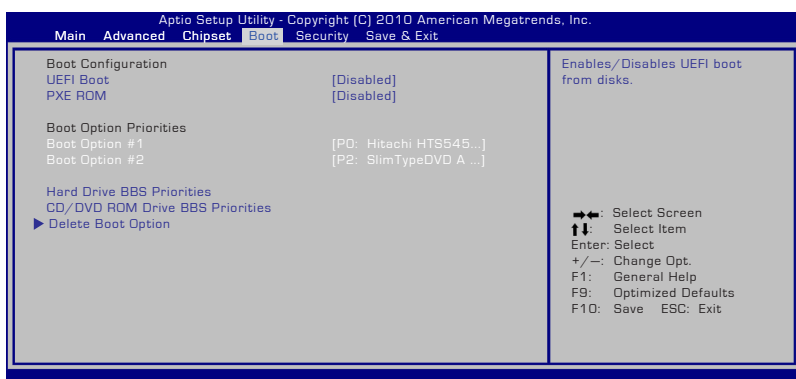 Aptio Setup Utility - Copyright (C) 2010 American Megatrends, Inc.
Main Advanced Chipset Boot Security Save & Exit
Boot Configuration
UEFI Boot [Disabled]
PXE ROM [Disabled]
Boot Option Priorities
Boot Option #1 [P0: Hitachi HTS545...]
Boot Option #2 [P2: SlimTypeDVD A ...]
Hard Drive BBS Priorities
CD/DVD ROM Drive BBS Priorities
▶ Delete Boot Option
Enables/Disables UEFI boot
from disks.
➡⬅: Select Screen
⬆⬇: Select Item
Enter: Select
+/—: Change Opt.
F1: General Help
F9: Optimized Defaults
F10: Save ESC: Exit